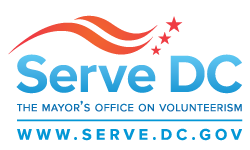 Serve DC
THE MAYOR'S OFFICE ON VOLUNTEERISM
WWW.SERVE.DC.GOV